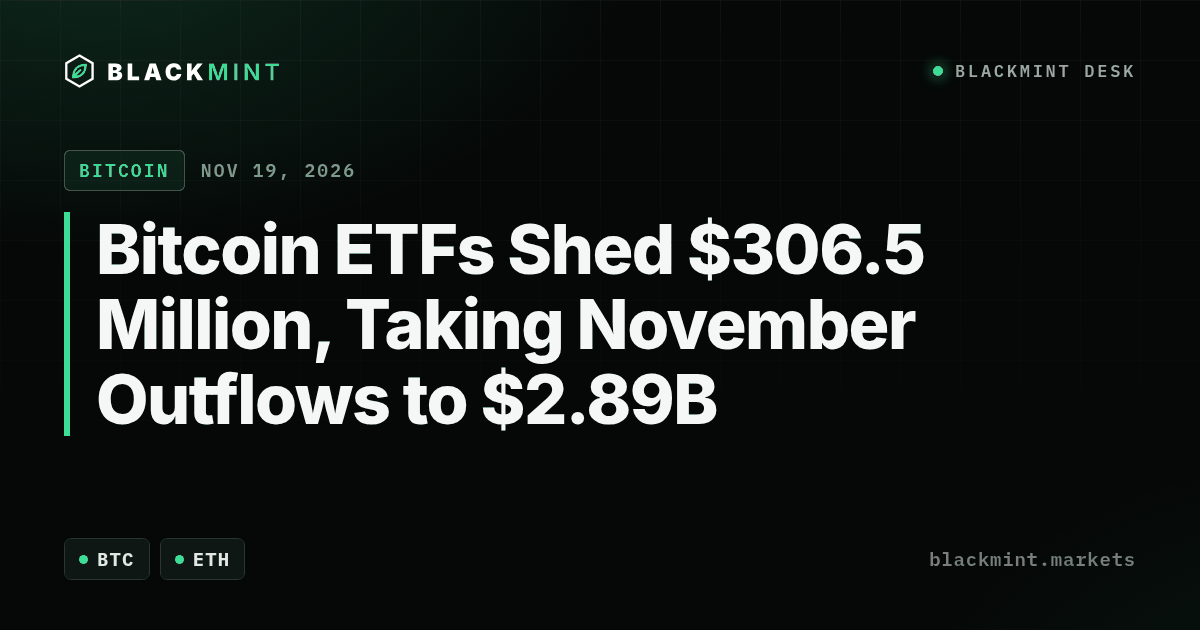 BLACKMINT
BLACKMINT DESK
BITCOIN
NOV 19, 2026
Bitcoin ETFs Shed $306.5
Million, Taking November
Outflows to $2.89B
BTC
ETH
blackmint.markets